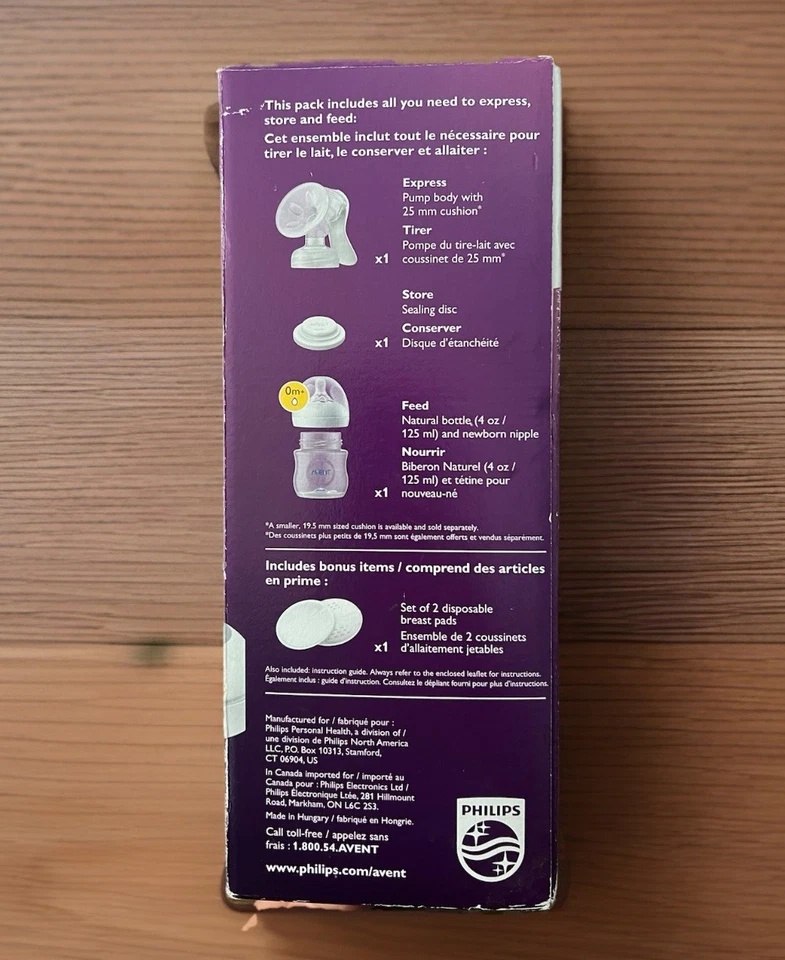 This pack includes all you need to express,
store and feed:
Cet ensemble inclut tout le nécessaire pour
tirer le lait, le conserver et allaiter :
Express
Pump body with
25 mm cushion*
Tirer
Pompe du tire-lait avec
x1 coussinet de 25 mm*
Store
Sealing disc
Conserver
x1 Disque d'étanchéité
0m+
Feed
Natural bottle, (4 oz /
125 ml) and newborn nipple
Nourrir
Biberon Naturel (4 oz /
125 ml) et tétine pour
x1 nouveau-né
AVENT
*A smaller, 19.5 mm sized cushion is available and sold separately.
*Des coussinets plus petits de 19,5 mm sont également offerts et vendus séparément.
Includes bonus items / comprend des articles
en prime :
Set of 2 disposable
breast pads
Ensemble de 2 coussinets
x1 d'allaitement jetables
Also included: instruction guide. Always refer to the enclosed leaflet for instructions.
Également inclus : guide d'instruction. Consultez le dépliant fourni pour plus d'instructions.
Manufactured for / fabriqué pour :
Philips Personal Health, a division of /
une division de Philips North America
LLC, P.O. Box 10313, Stamford,
CT 06904, US
In Canada imported for / importé au
Canada pour : Philips Electronics Ltd /
Philips Électronique Ltée, 281 Hillmount
Road, Markham, ON L6C 2S3.
Made in Hungary / fabriqué en Hongrie.
Call toll-free / appelez sans
frais : 1.800.54.AVENT
www.philips.com/avent
PHILIPS